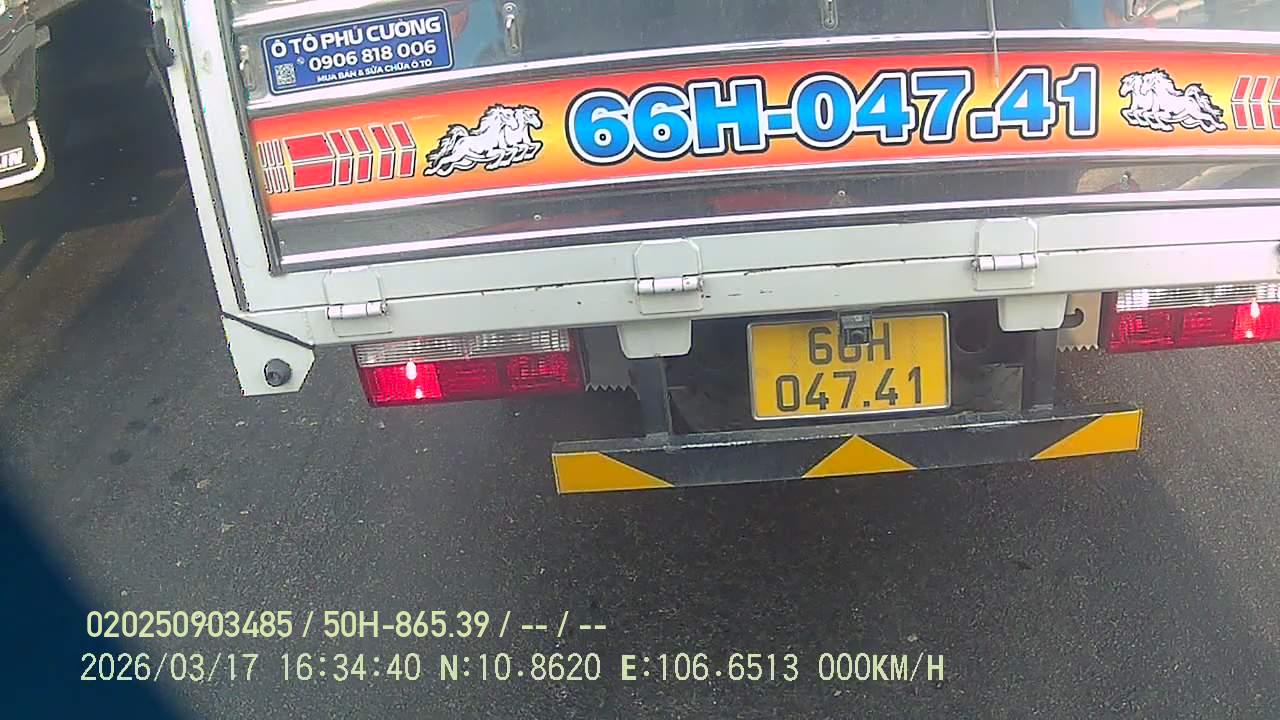 Ô TÔ PHÚ CƯỜNG
0906 818 006
MUA BÁN & SỬA CHỮA Ô TÔ
66H-047.41
66H
047.41
020250903485 / 50H-865.39 / -- / --
2026/03/17 16:34:40 N:10.8620 E:106.6513 000KM/H